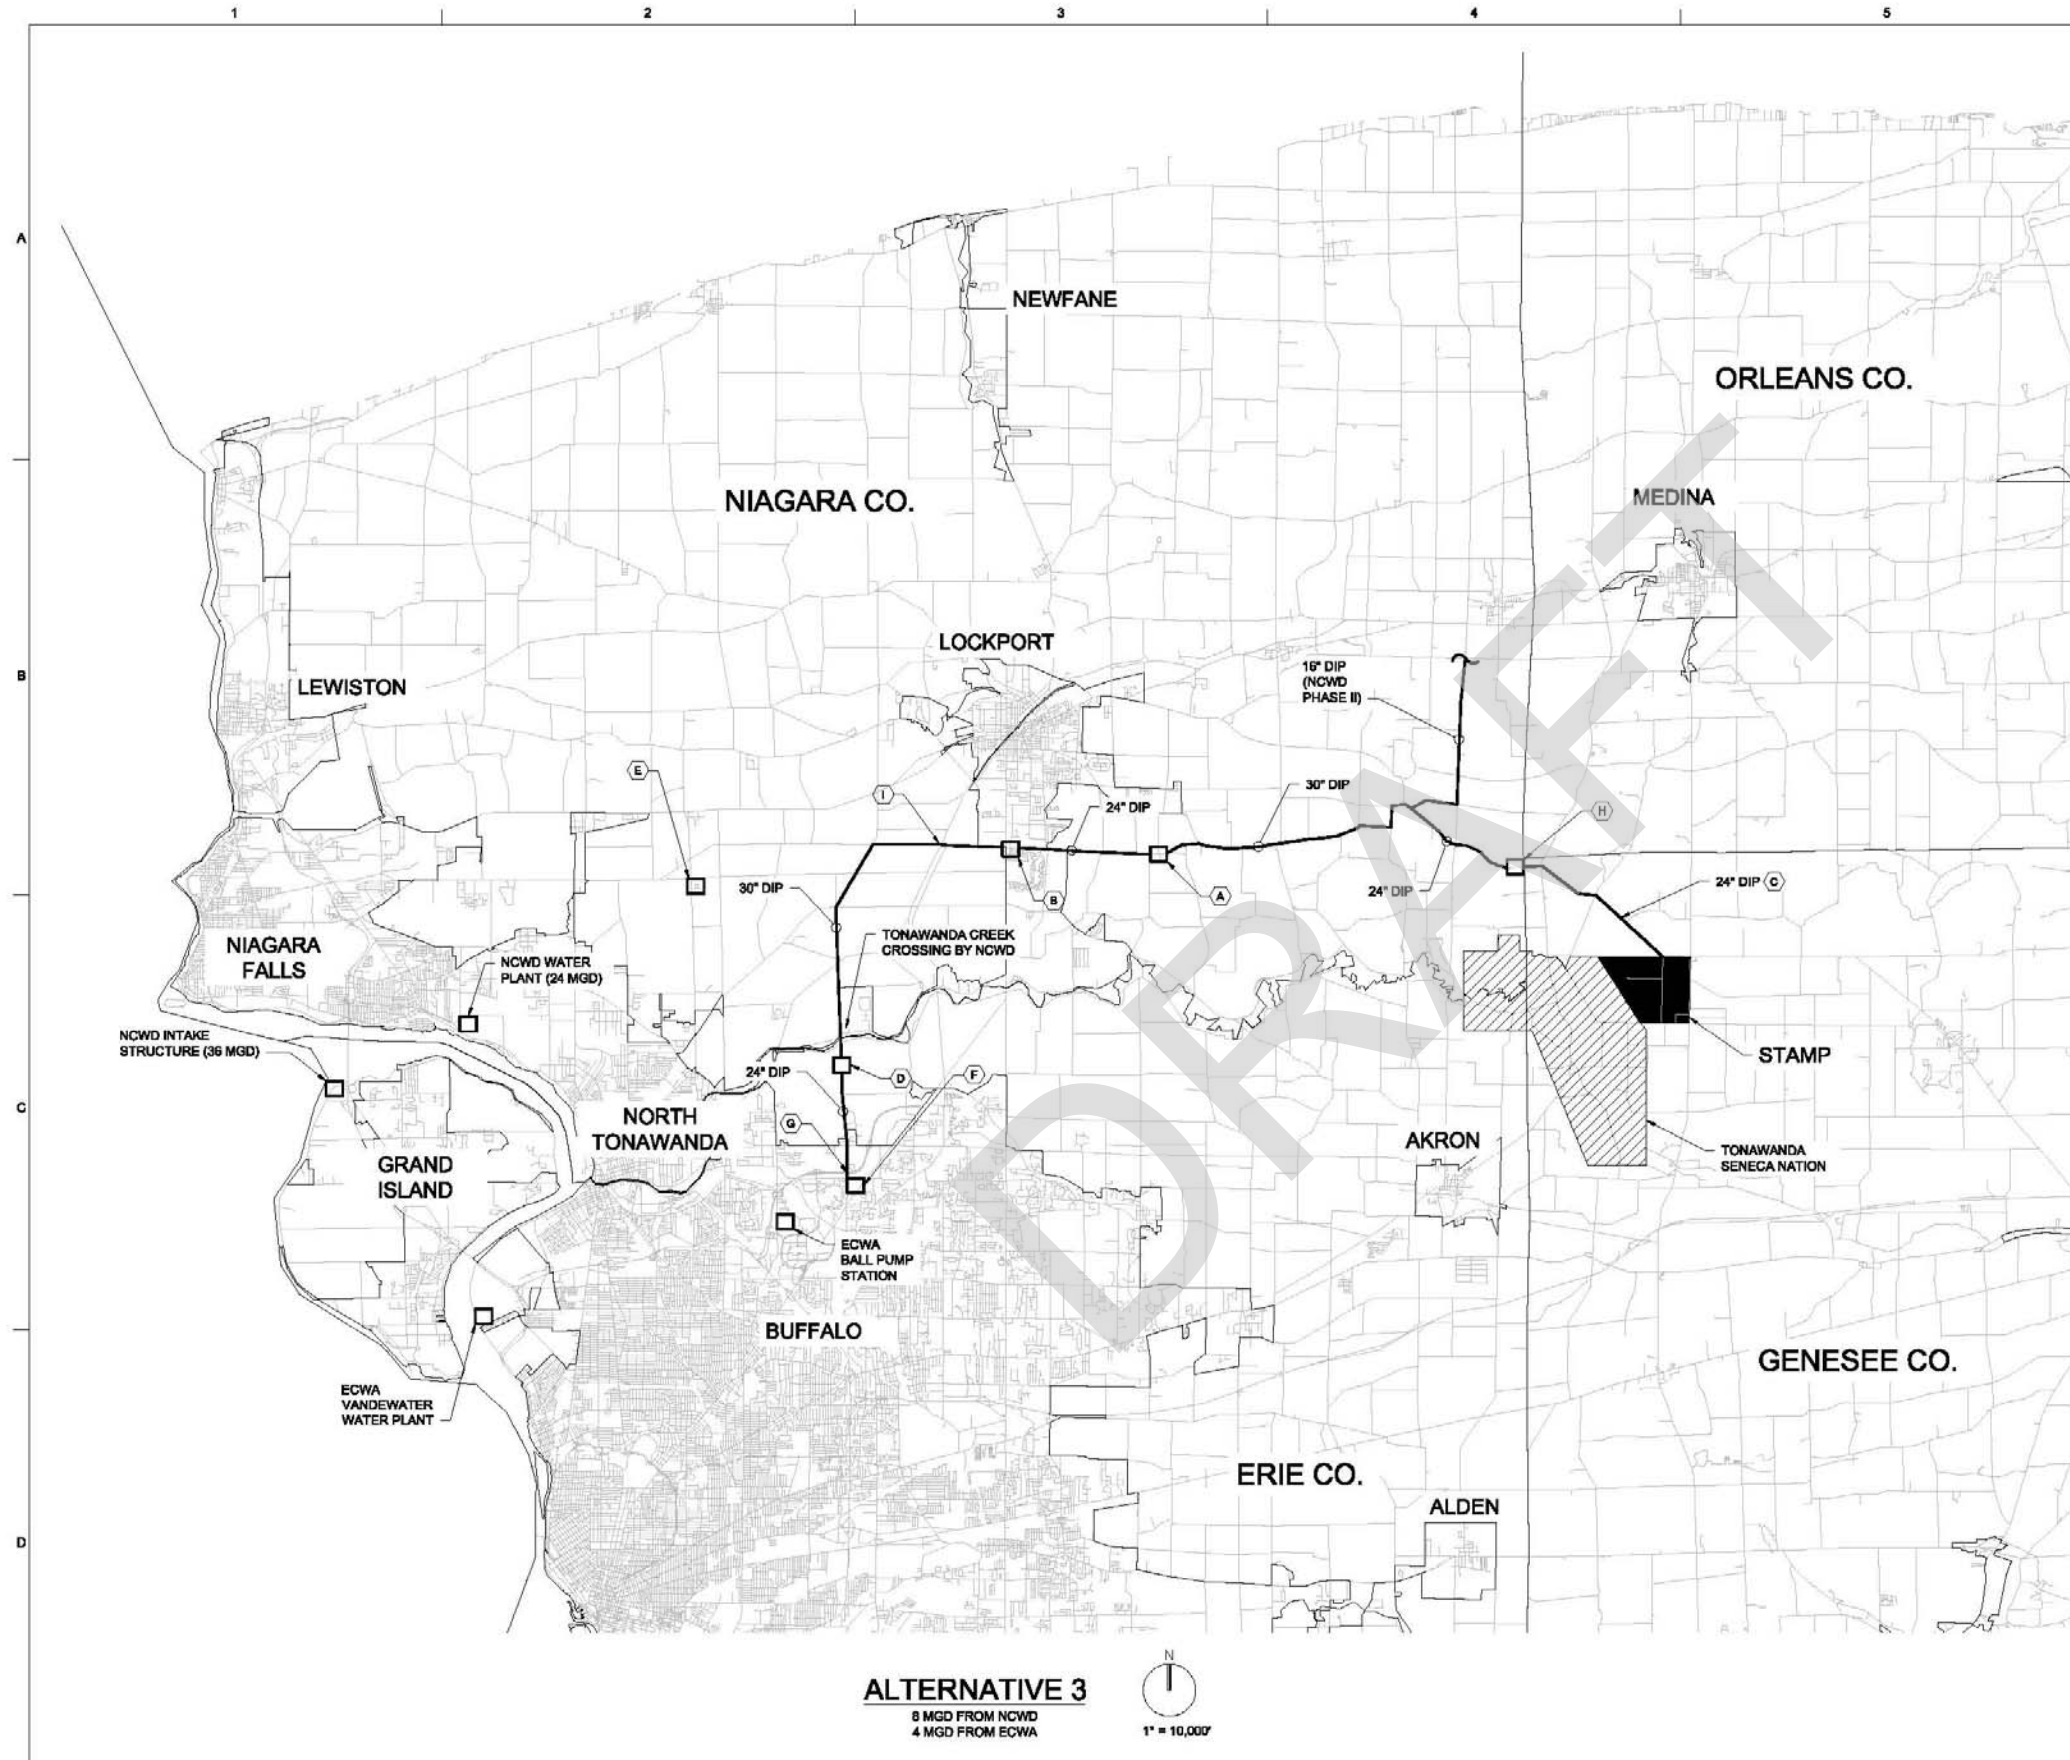 1 2 3 4 5
A
B
C
D
NEWFANE
ORLEANS CO.
NIAGARA CO.
MEDINA
LOCKPORT
LEWISTON
16" DIP
(NCWD
PHASE II)
E
I
24" DIP
30" DIP
H
24" DIP
24" DIP C
30" DIP
B
A
TONAWANDA CREEK
CROSSING BY NCWD
NIAGARA
FALLS
NCWD WATER
PLANT (24 MGD)
NCWD INTAKE
STRUCTURE (36 MGD)
24" DIP
D
F
G
STAMP
NORTH
TONAWANDA
AKRON
TONAWANDA
SENECA NATION
GRAND
ISLAND
ECWA
BALL PUMP
STATION
BUFFALO
GENESEE CO.
ECWA
VANDEWATER
WATER PLANT
ERIE CO.
ALDEN
DRAFT
ALTERNATIVE 3
8 MGD FROM NCWD
4 MGD FROM ECWA
N
1" = 10,000'